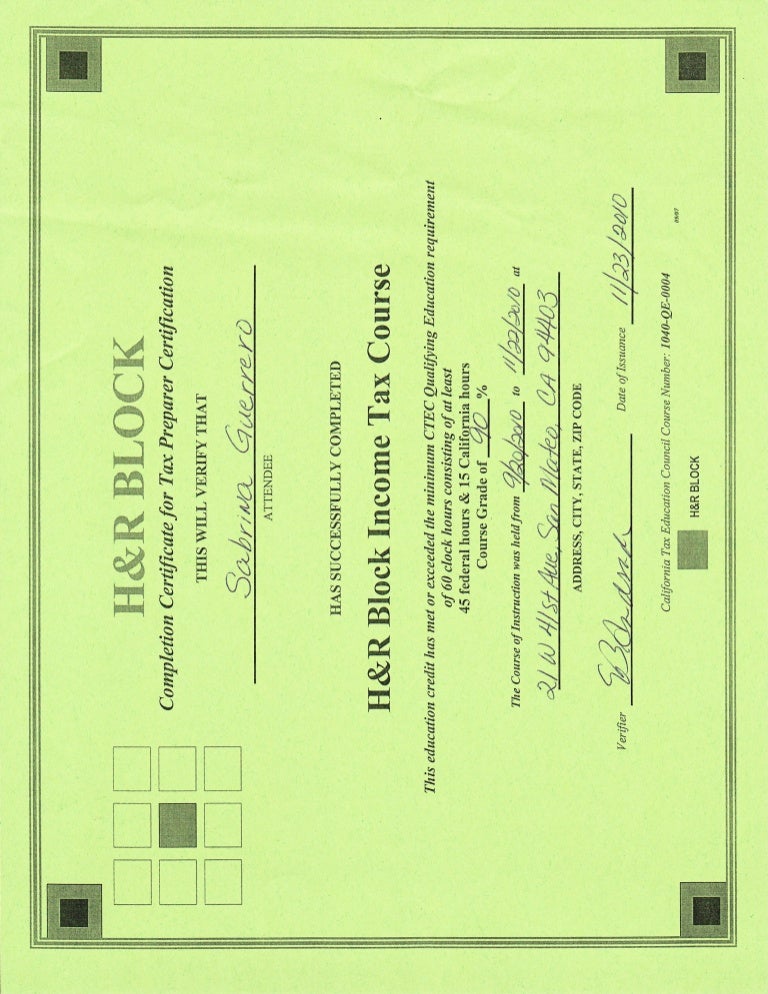 H&R BLOCK
Completion Certificate for Tax Preparer Certification
THIS WILL VERIFY THAT
Sabrina Guerrero
ATTENDEE
HAS SUCCESSFULLY COMPLETED
H&R Block Income Tax Course
This education credit has met or exceeded the minimum CTEC Qualifying Education requirement
of 60 clock hours consisting of at least
45 federal hours & 15 California hours
Course Grade of 90 %
The Course of Instruction was held from 9/20/2010 to 11/22/2010 at
21 W 41st Ave, San Mateo, CA 94403
ADDRESS, CITY, STATE, ZIP CODE
Verifier Date of Issuance 11/23/2010
California Tax Education Council Course Number: 1040-QE-0004
H&R BLOCK
09/07